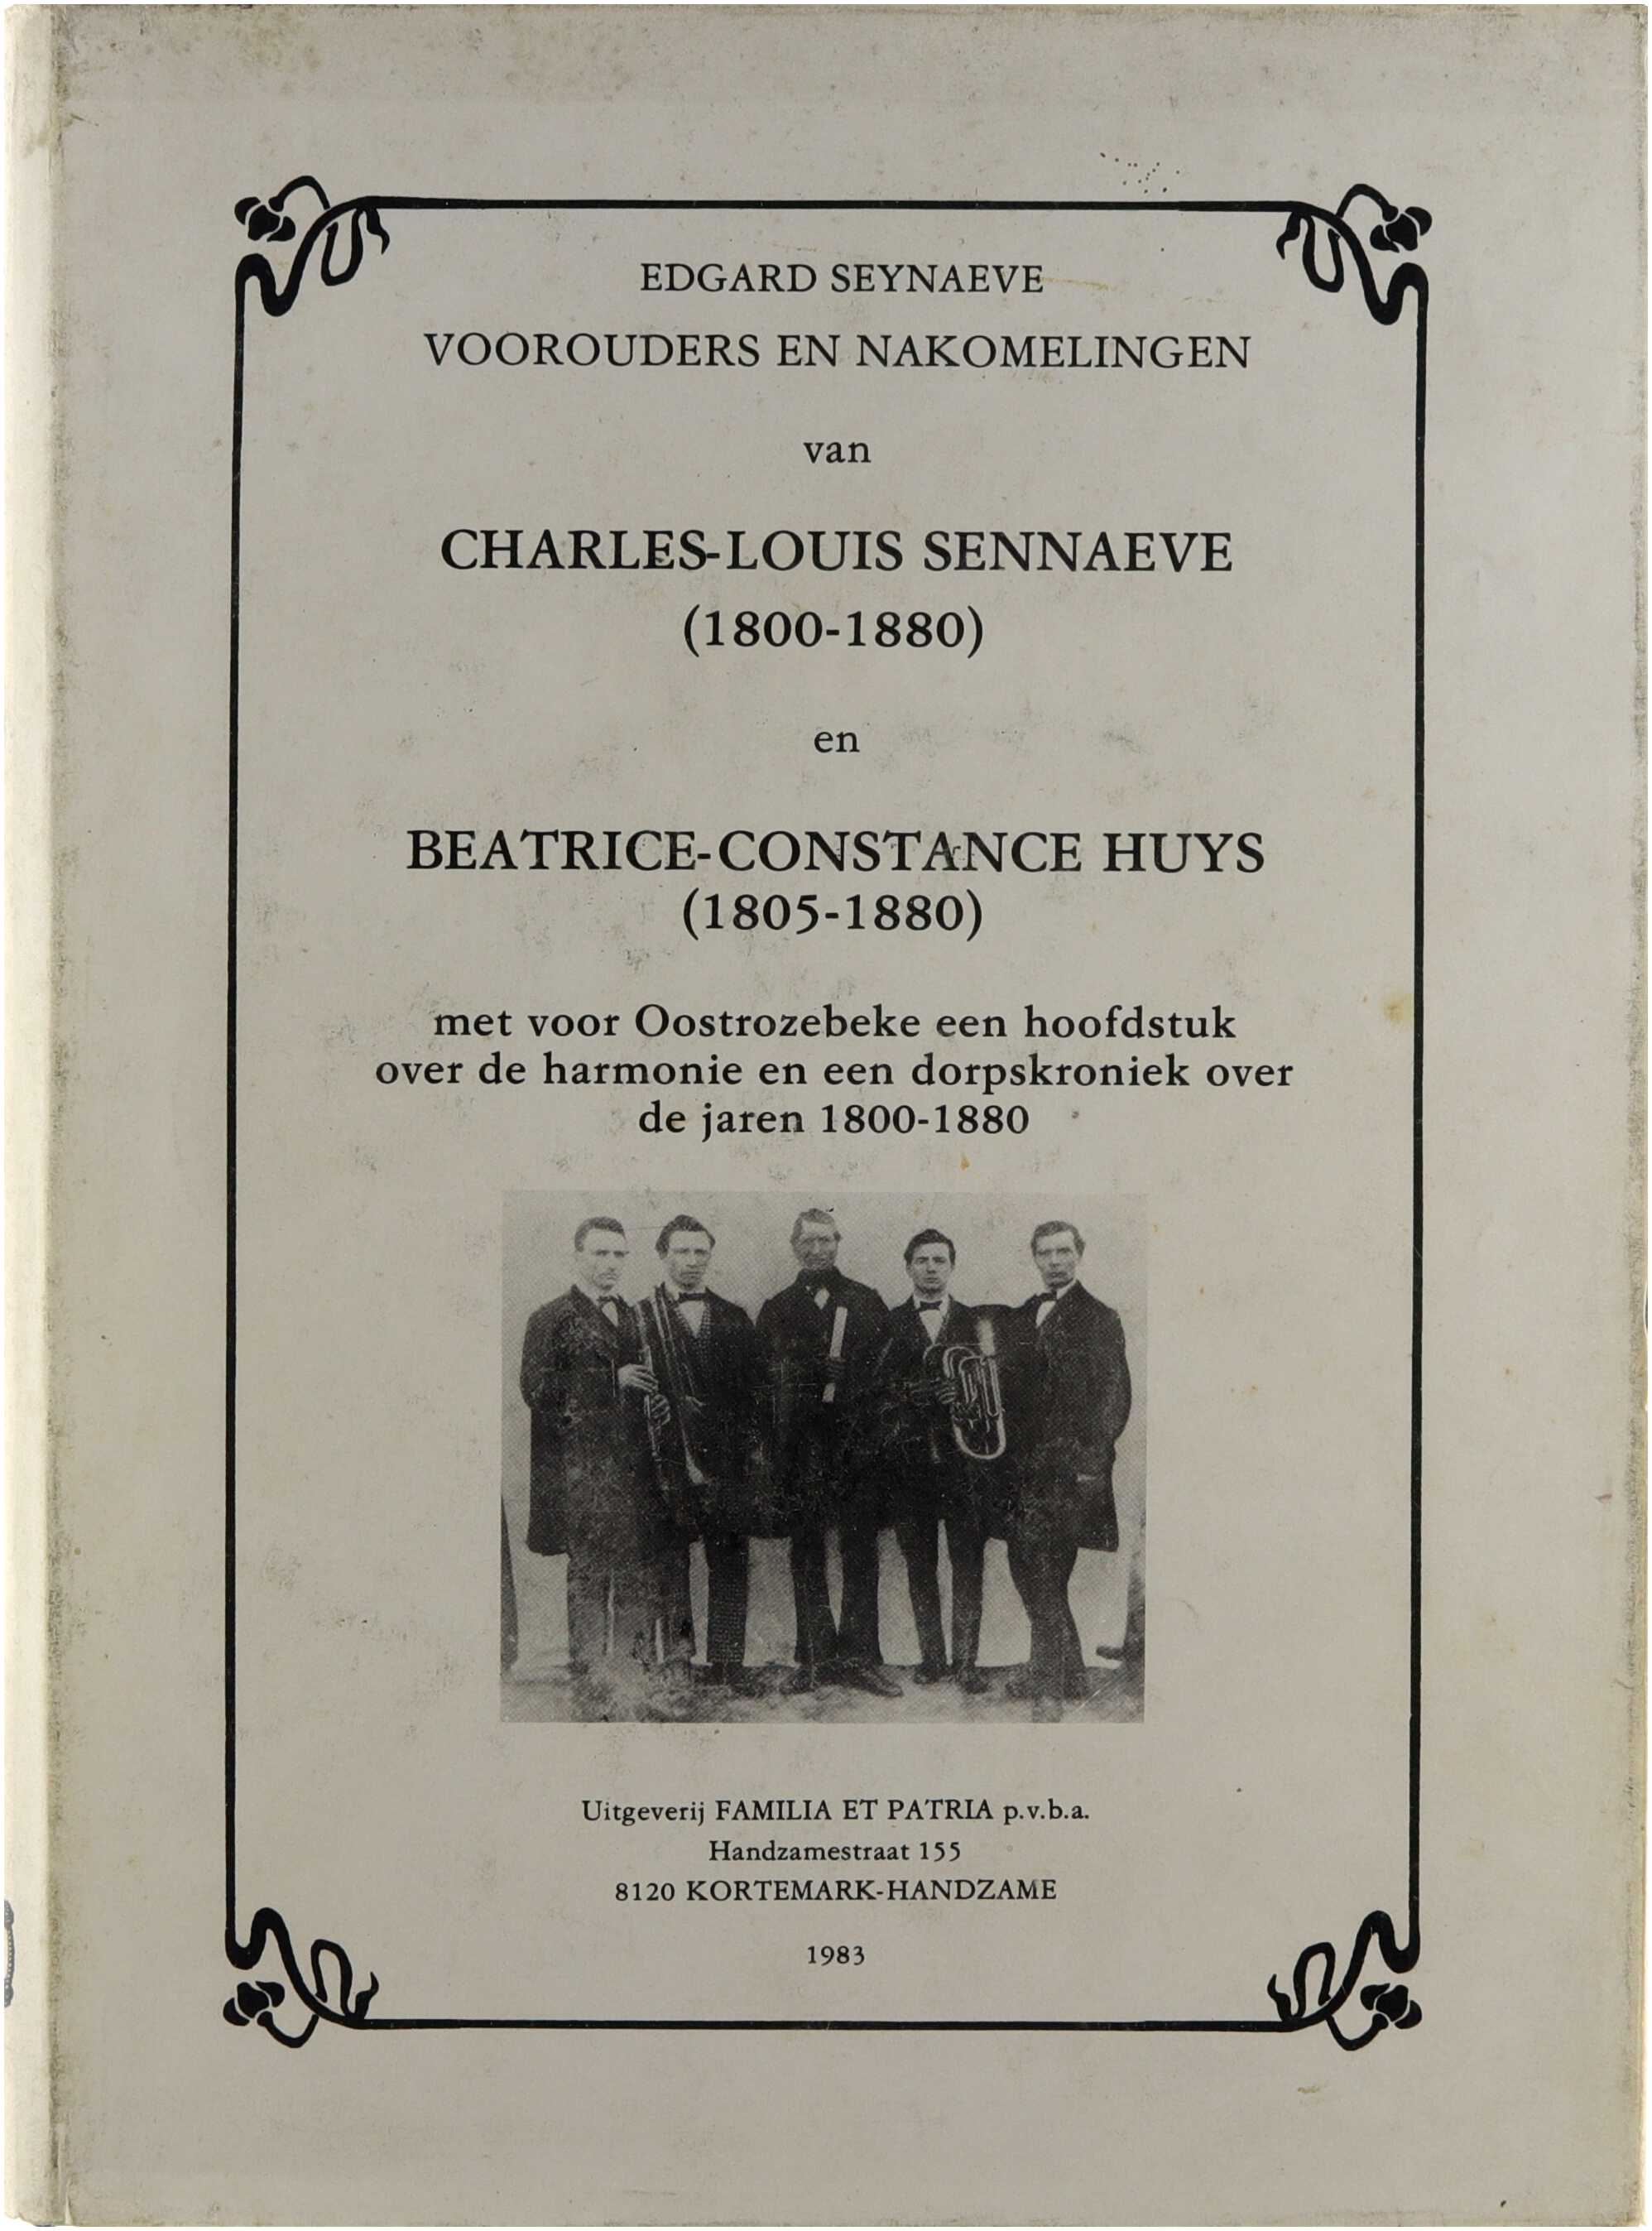 EDGARD SEYNAEVE
VOOROUDERS EN NAKOMELINGEN
van
CHARLES-LOUIS SENNAEVE
(1800-1880)
en
BEATRICE-CONSTANCE HUYS
(1805-1880)
met voor Oostrozebeke een hoofdstuk
over de harmonie en een dorpskroniek over
de jaren 1800-1880
Uitgeverij FAMILIA ET PATRIA p.v.b.a.
Handzamestraat 155
8120 KORTEMARK-HANDZAME
1983